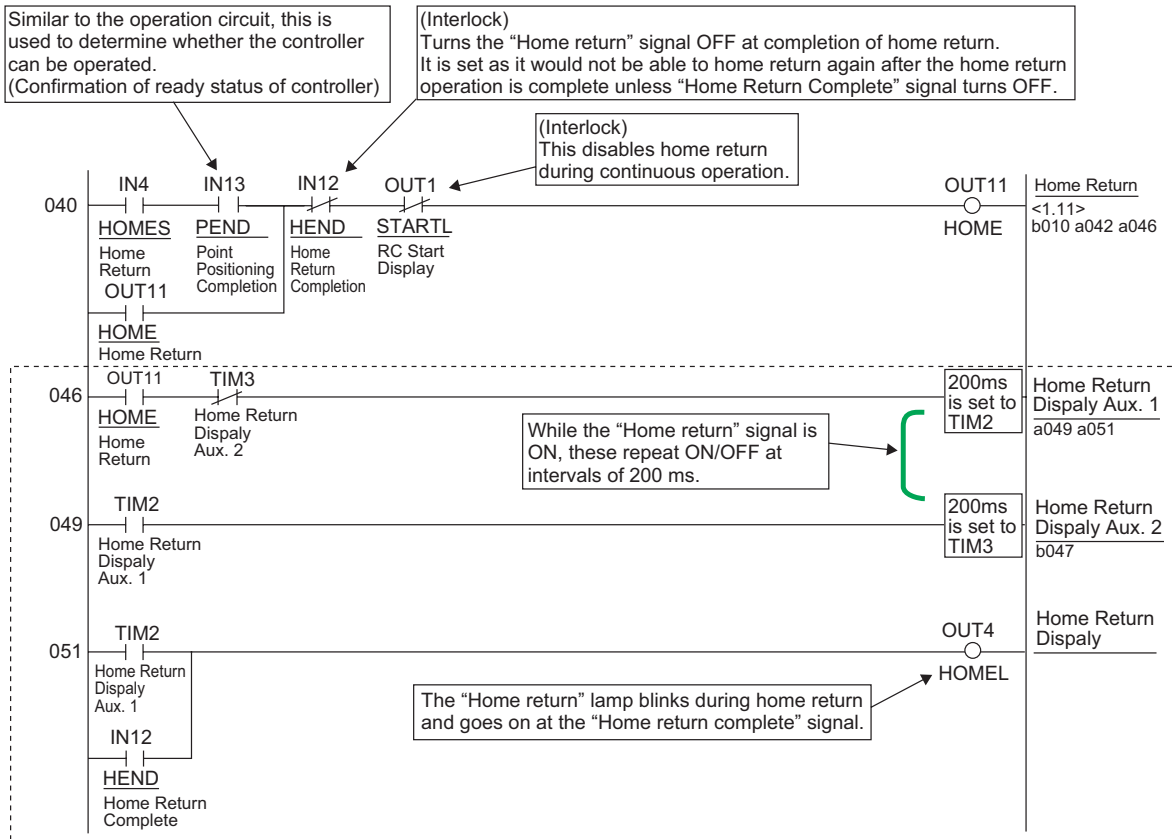 Similar to the operation circuit, this is
used to determine whether the controller
can be operated.
(Confirmation of ready status of controller)
(Interlock)
Turns the “Home return” signal OFF at completion of home return.
It is set as it would not be able to home return again after the home return
operation is complete unless “Home Return Complete” signal turns OFF.
(Interlock)
This disables home return
during continuous operation.
040
IN4
HOMES
Home
Return
IN13
PEND
Point
Positioning
Completion
IN12
HEND
Home
Return
Completion
OUT1
STARTL
RC Start
Display
OUT11
HOME
Home Return
<1.11>
b010 a042 a046
OUT11
HOME
Home Return
046
OUT11
HOME
Home
Return
TIM3
Home Return
Dispaly
Aux. 2
200ms
is set to
TIM2
Home Return
Dispaly Aux. 1
a049 a051
While the “Home return” signal is
ON, these repeat ON/OFF at
intervals of 200 ms.
049
TIM2
Home Return
Dispaly
Aux. 1
200ms
is set to
TIM3
Home Return
Dispaly Aux. 2
b047
051
TIM2
Home Return
Dispaly
Aux. 1
OUT4
HOMEL
Home Return
Dispaly
The “Home return” lamp blinks during home return
and goes on at the “Home return complete” signal.
IN12
HEND
Home Return
Complete